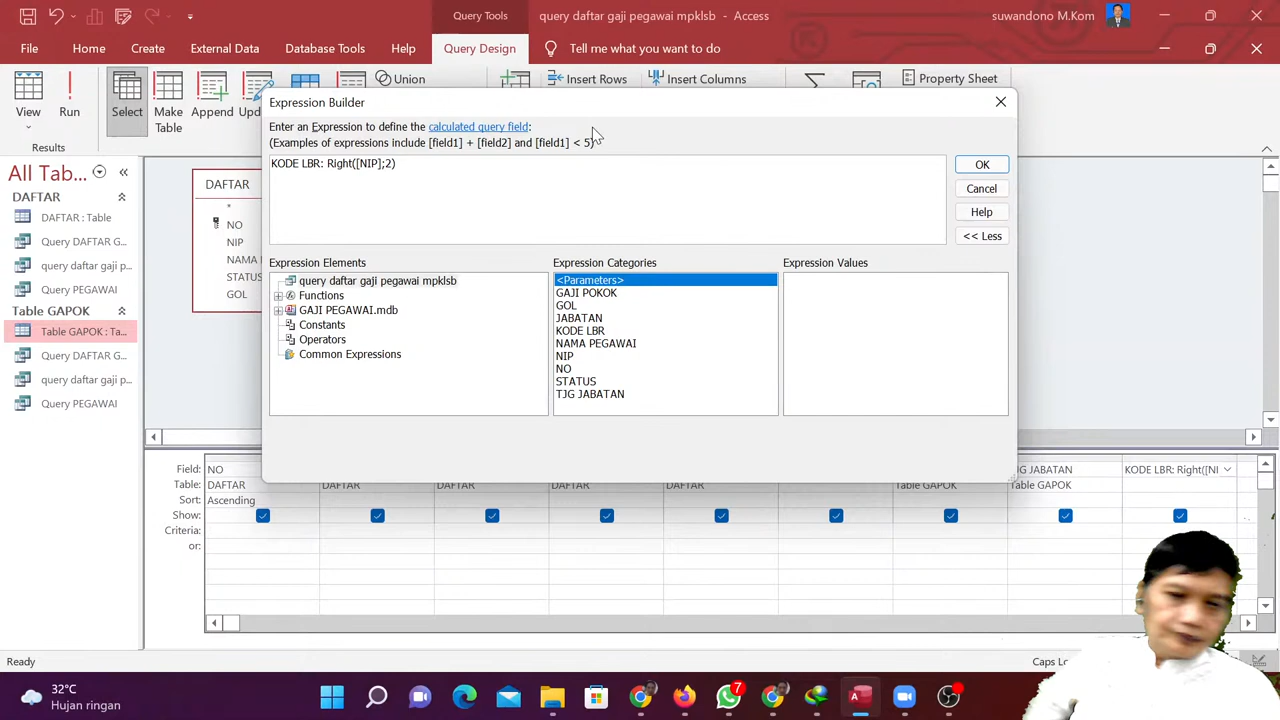 Query Tools
query daftar gaji pegawai mpklsb - Access
suwandono M.Kom
File Home Create External Data Database Tools Help Query Design Tell me what you want to do
Union Insert Rows Insert Columns Property Sheet
View Run Select Make Table Append
Results
Expression Builder
Enter an Expression to define the calculated query field:
(Examples of expressions include [field1] + [field2] and [field1] < 5)
KODE LBR: Right([NIP];2)
OK
Cancel
Help
<< Less
Expression Elements
query daftar gaji pegawai mpklsb
Functions
GAJI PEGAWAI.mdb
Constants
Operators
Common Expressions
Expression Categories
<Parameters>
GAJI POKOK
GOL
JABATAN
KODE LBR
NAMA PEGAWAI
NIP
NO
STATUS
TJG JABATAN
Expression Values
All Tab...
DAFTAR
DAFTAR : Table
Query DAFTAR G...
query daftar gaji p...
Query PEGAWAI
Table GAPOK
Table GAPOK : Ta...
Query DAFTAR G...
query daftar gaji p...
Query PEGAWAI
DAFTAR
*
NO
NIP
NAMA
STATUS
GOL
Field: NO KODE LBR: Right([NI
Table: DAFTAR DAFTAR DAFTAR DAFTAR DAFTAR Table GAPOK Table GAPOK
Sort: Ascending
Show:
Criteria:
or:
Ready
Caps
32°C
Hujan ringan
7